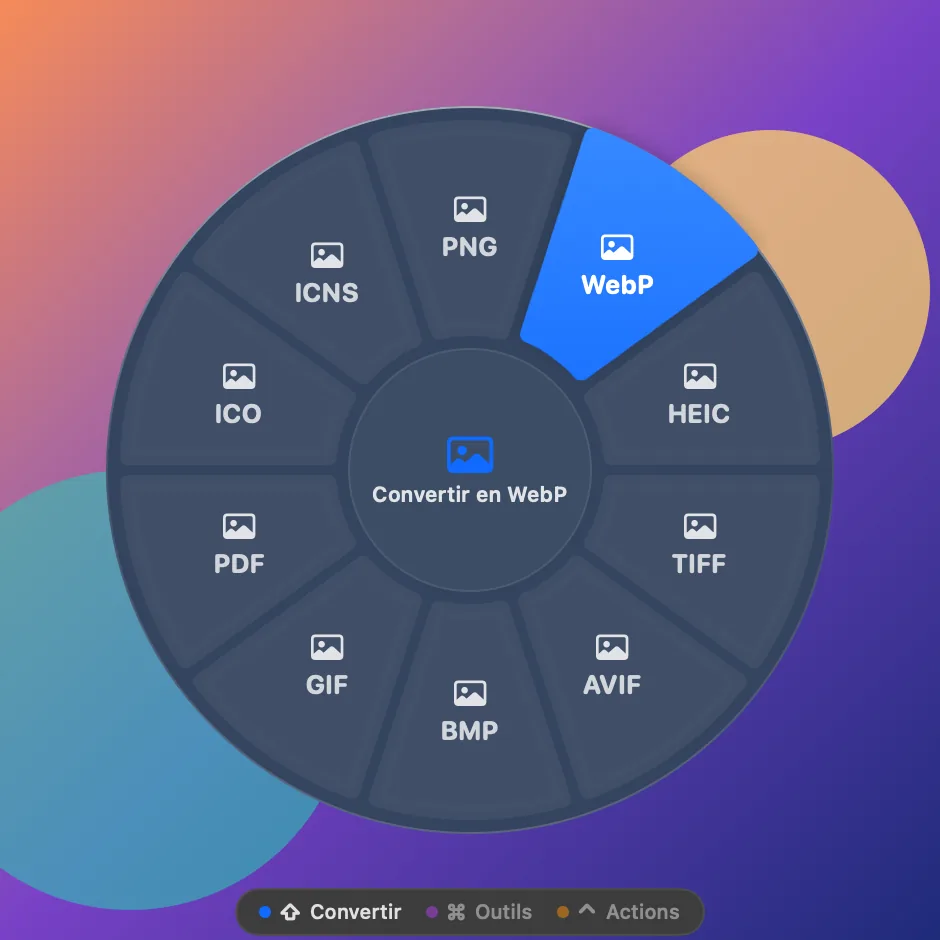 PNG
WebP
ICNS
HEIC
ICO
Convertir en WebP
PDF
TIFF
GIF
AVIF
BMP
⇧ Convertir ⌘ Outils ⌃ Actions